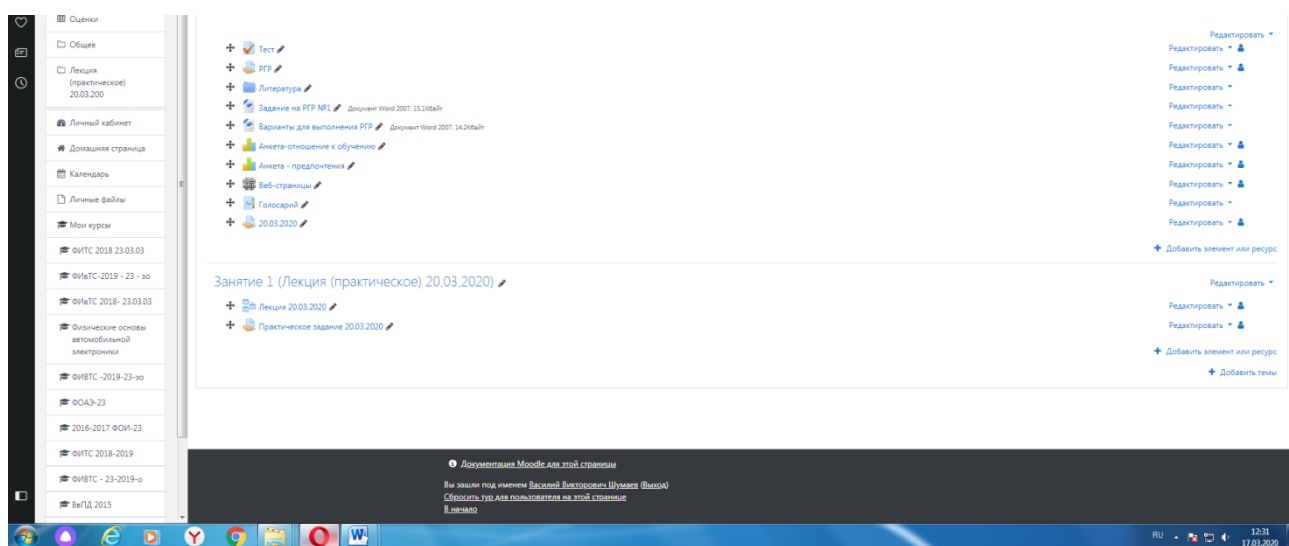 Оценки
Общее
Лекция
(практическое)
20.03.200
Личный кабинет
Домашняя страница
Календарь
Личные файлы
Мои курсы
ФИТС 2018 23.03.03
ФИвТС-2019 - 23 - зо
ФИвТС 2018- 23.03.03
Физические основы
автомобильной
электроники
ФИВТС -2019-23-зо
ФОАЭ-23
2016-2017 ФОИ-23
ФИТС 2018-2019
ФИВТС - 23-2019-о
ВеПД 2015
Редактировать
Тест Редактировать
РГР Редактировать
Литература Редактировать
Задание на РГР №1 Документ Word 2007, 15.1Кбайт Редактировать
Варианты для выполнения РГР Документ Word 2007, 14.2Кбайт Редактировать
Анкета-отношение к обучению Редактировать
Анкета - предпочтения Редактировать
Веб-страницы Редактировать
Голосарий Редактировать
20.03.2020 Редактировать
Добавить элемент или ресурс
Занятие 1 (Лекция (практическое) 20.03.2020) Редактировать
Лекция 20.03.2020 Редактировать
Практическое задание 20.03.2020 Редактировать
Добавить элемент или ресурс
Добавить темы
Документация Moodle для этой страницы
Вы зашли под именем Василий Викторович Шумаев (Выход)
Сбросить тур для пользователя на этой странице
В начало
RU 12:31
17.03.2020